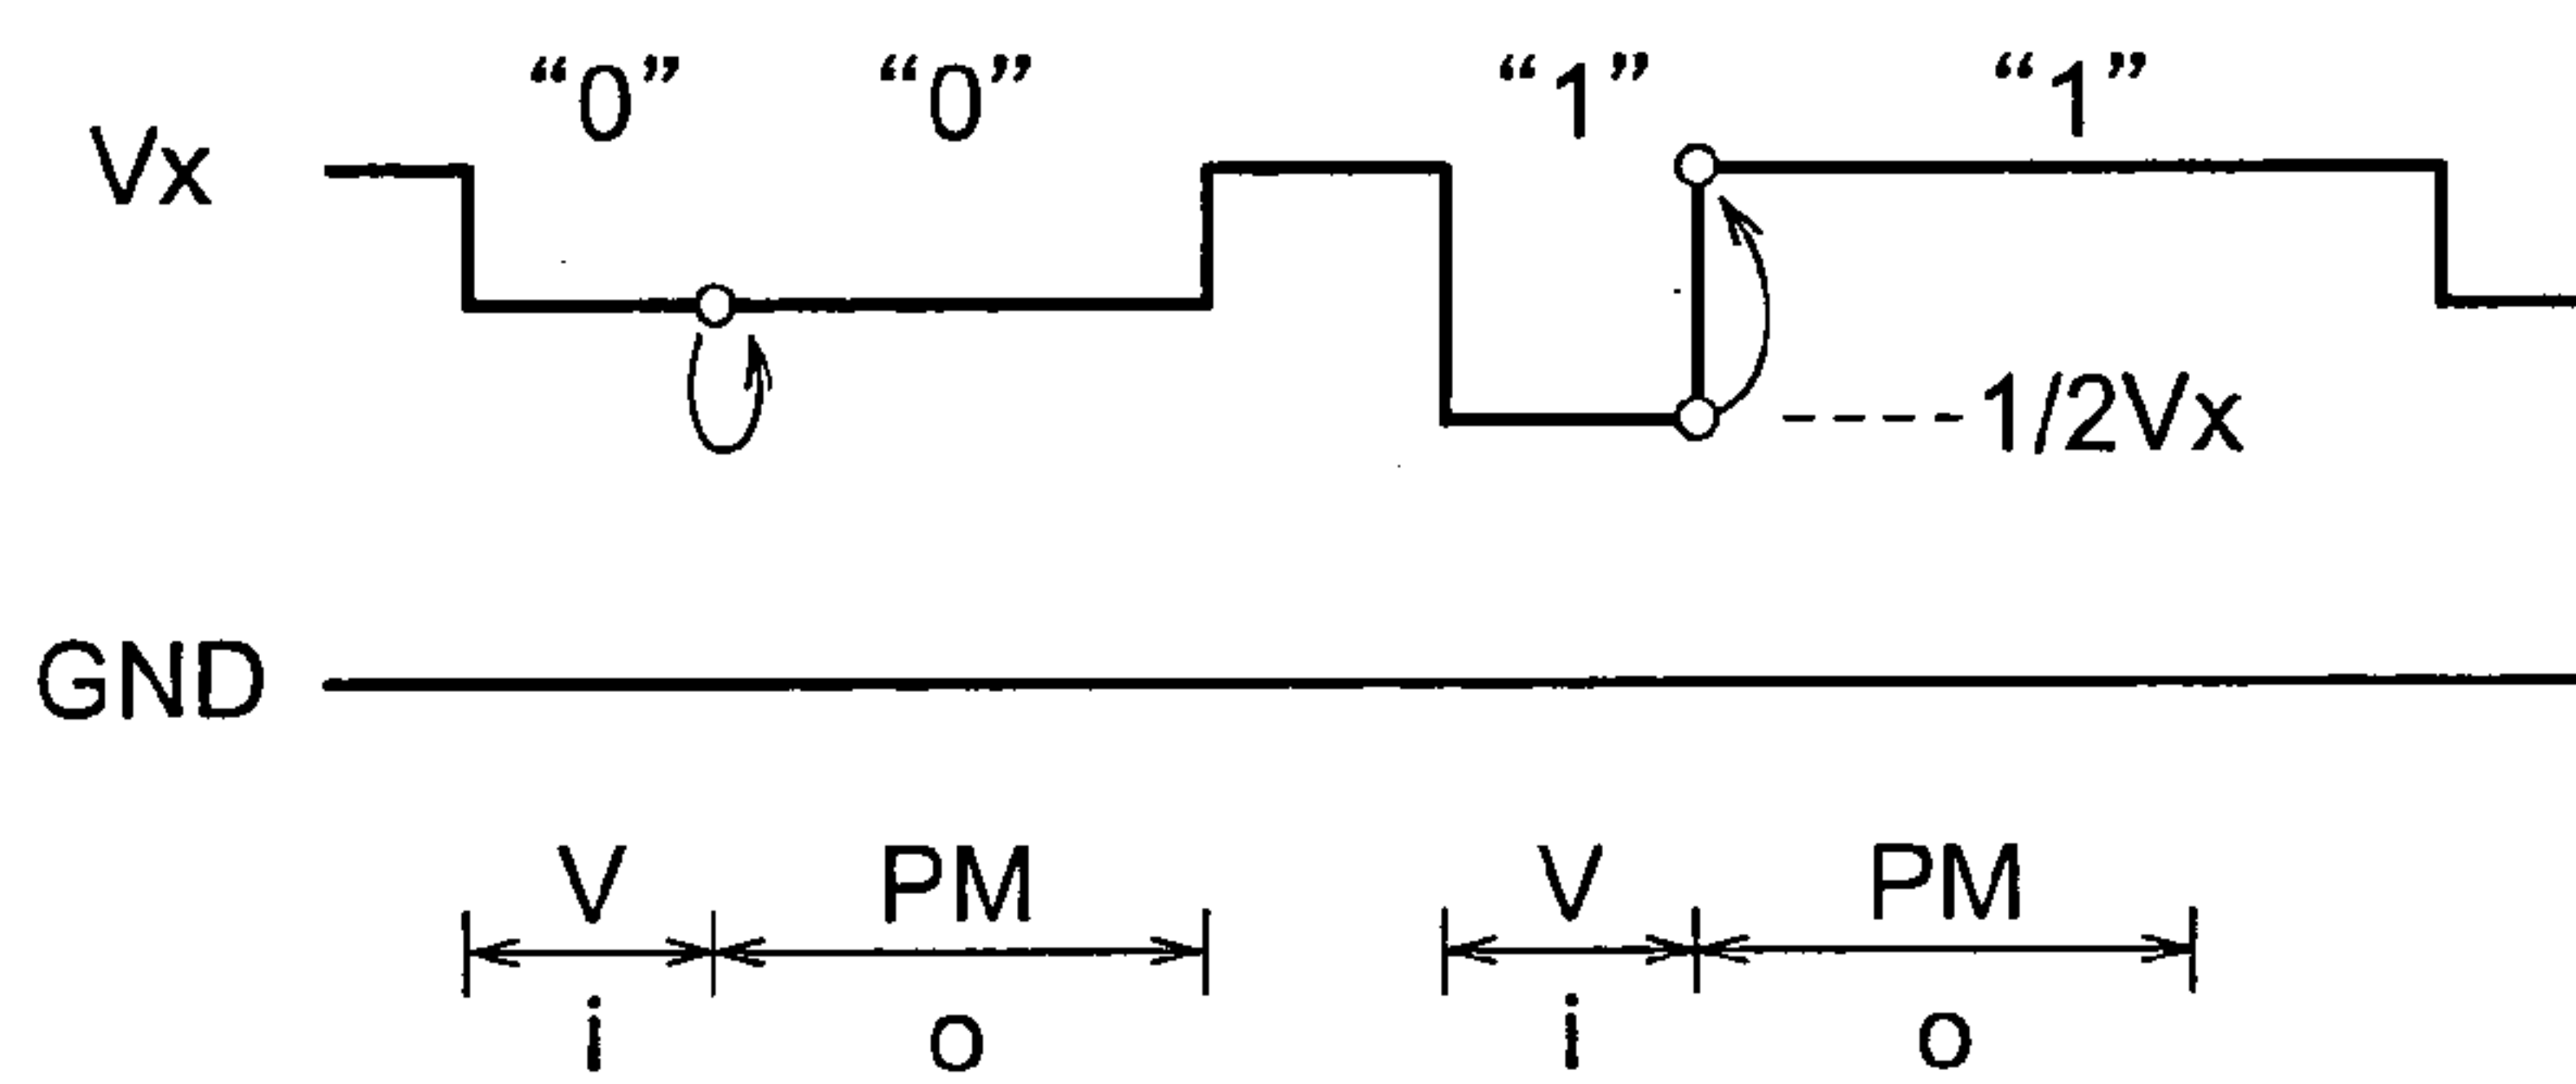 “0” “0” “1” “1”
Vx
1/2Vx
GND
V PM V PM
i o i o